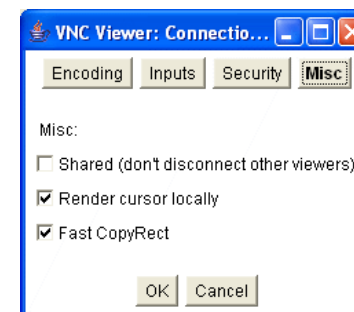 VNC Viewer: Connectio...
Encoding Inputs Security Misc
Misc:
Shared (don't disconnect other viewers)
Render cursor locally
Fast CopyRect
OK Cancel